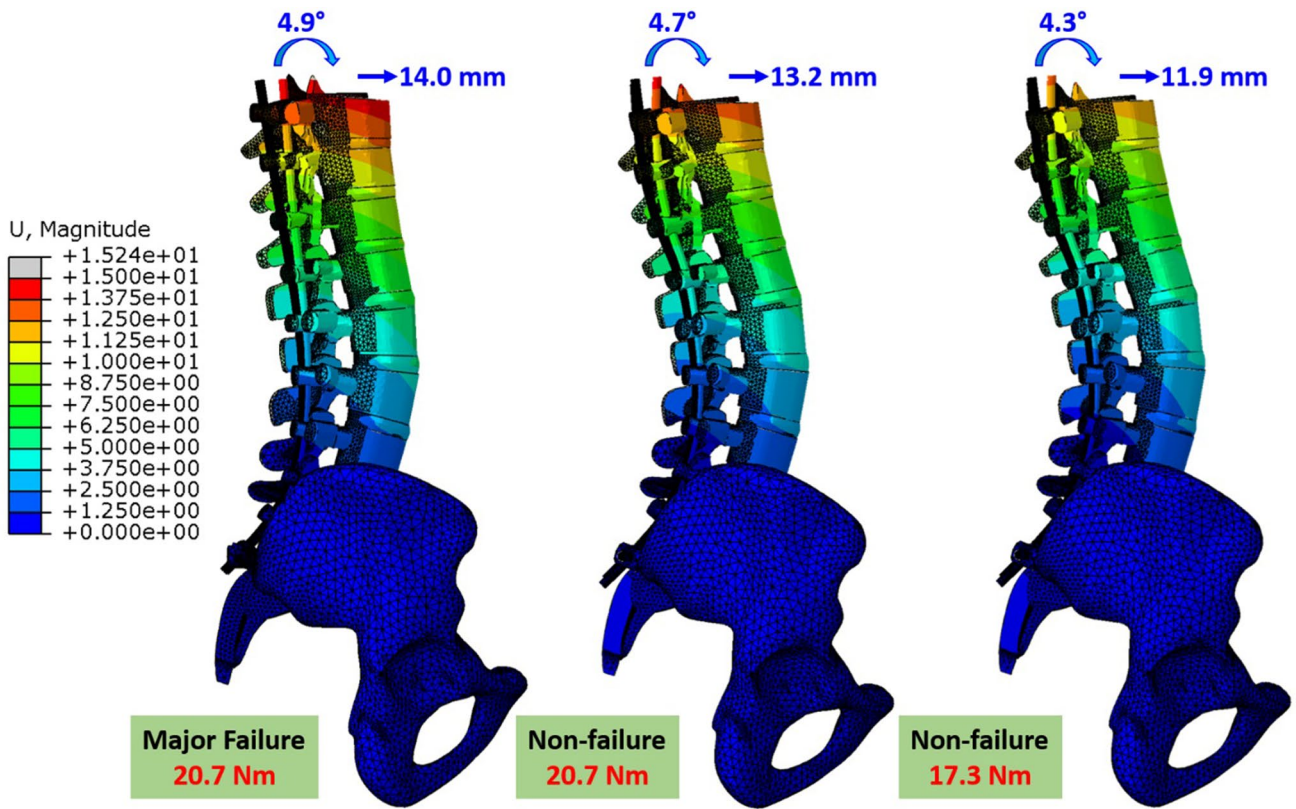 4.9°
14.0 mm
4.7°
13.2 mm
4.3°
11.9 mm
U, Magnitude
+1.524e+01
+1.500e+01
+1.375e+01
+1.250e+01
+1.125e+01
+1.000e+01
+8.750e+00
+7.500e+00
+6.250e+00
+5.000e+00
+3.750e+00
+2.500e+00
+1.250e+00
+0.000e+00
Major Failure
20.7 Nm
Non-failure
20.7 Nm
Non-failure
17.3 Nm